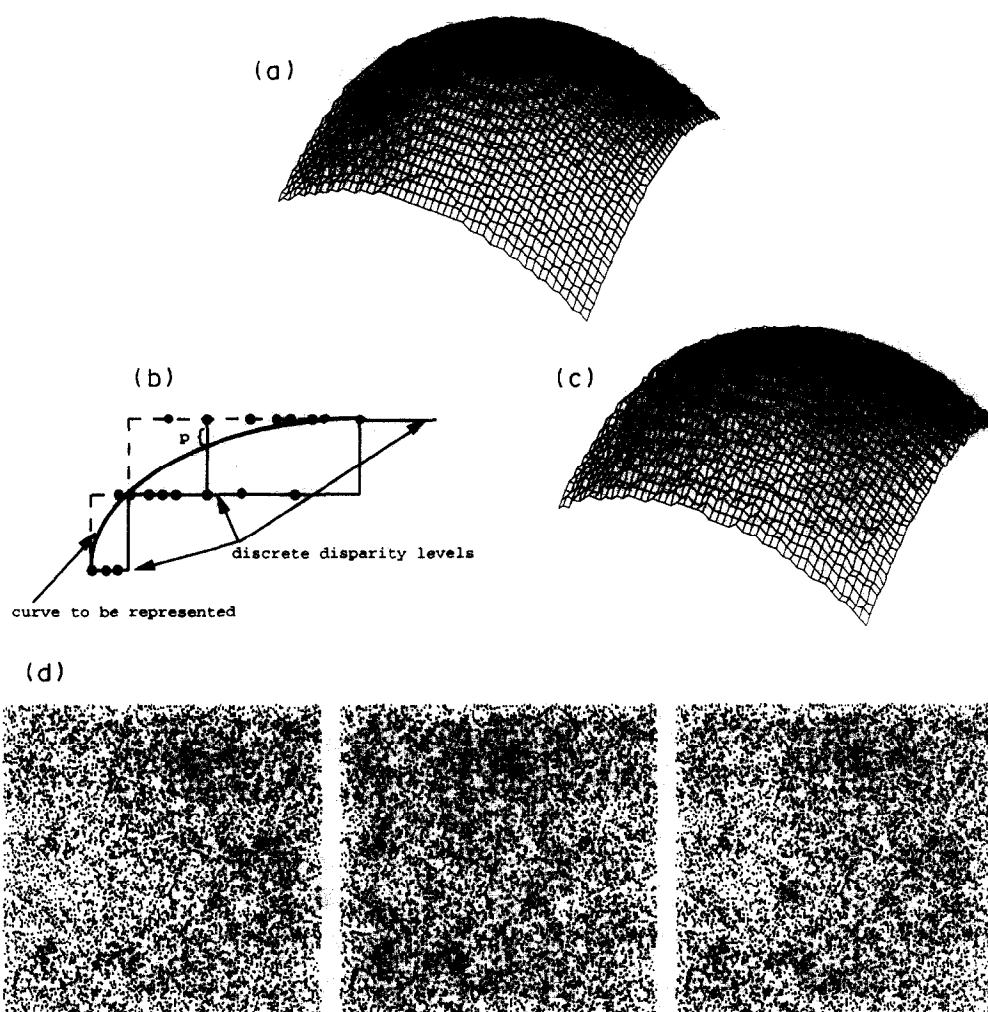 (a)
(b)
(c)
p {
discrete disparity levels
curve to be represented
(d)